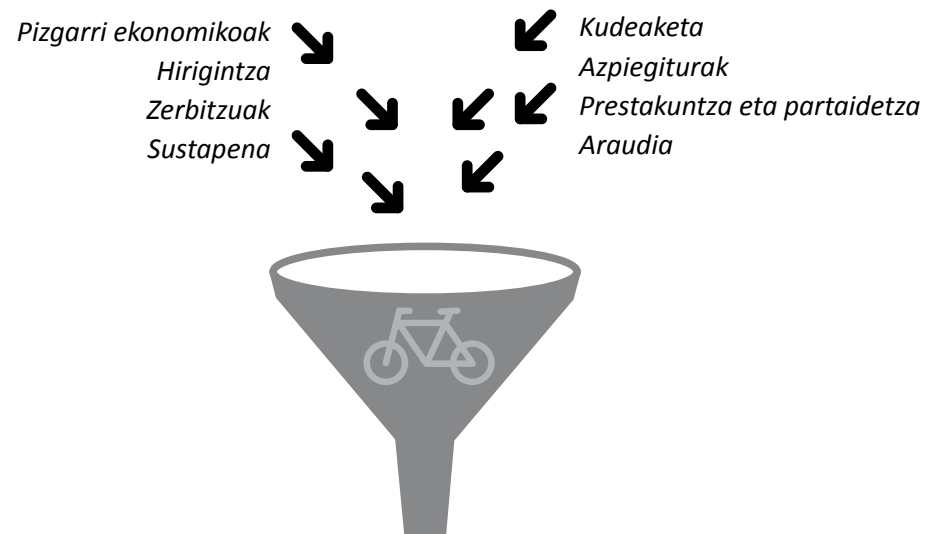 Pizgarri ekonomikoak
Hirigintza
Zerbitzuak
Sustapena
Kudeaketa
Azpiegiturak
Prestakuntza eta partaidetza
Araudia